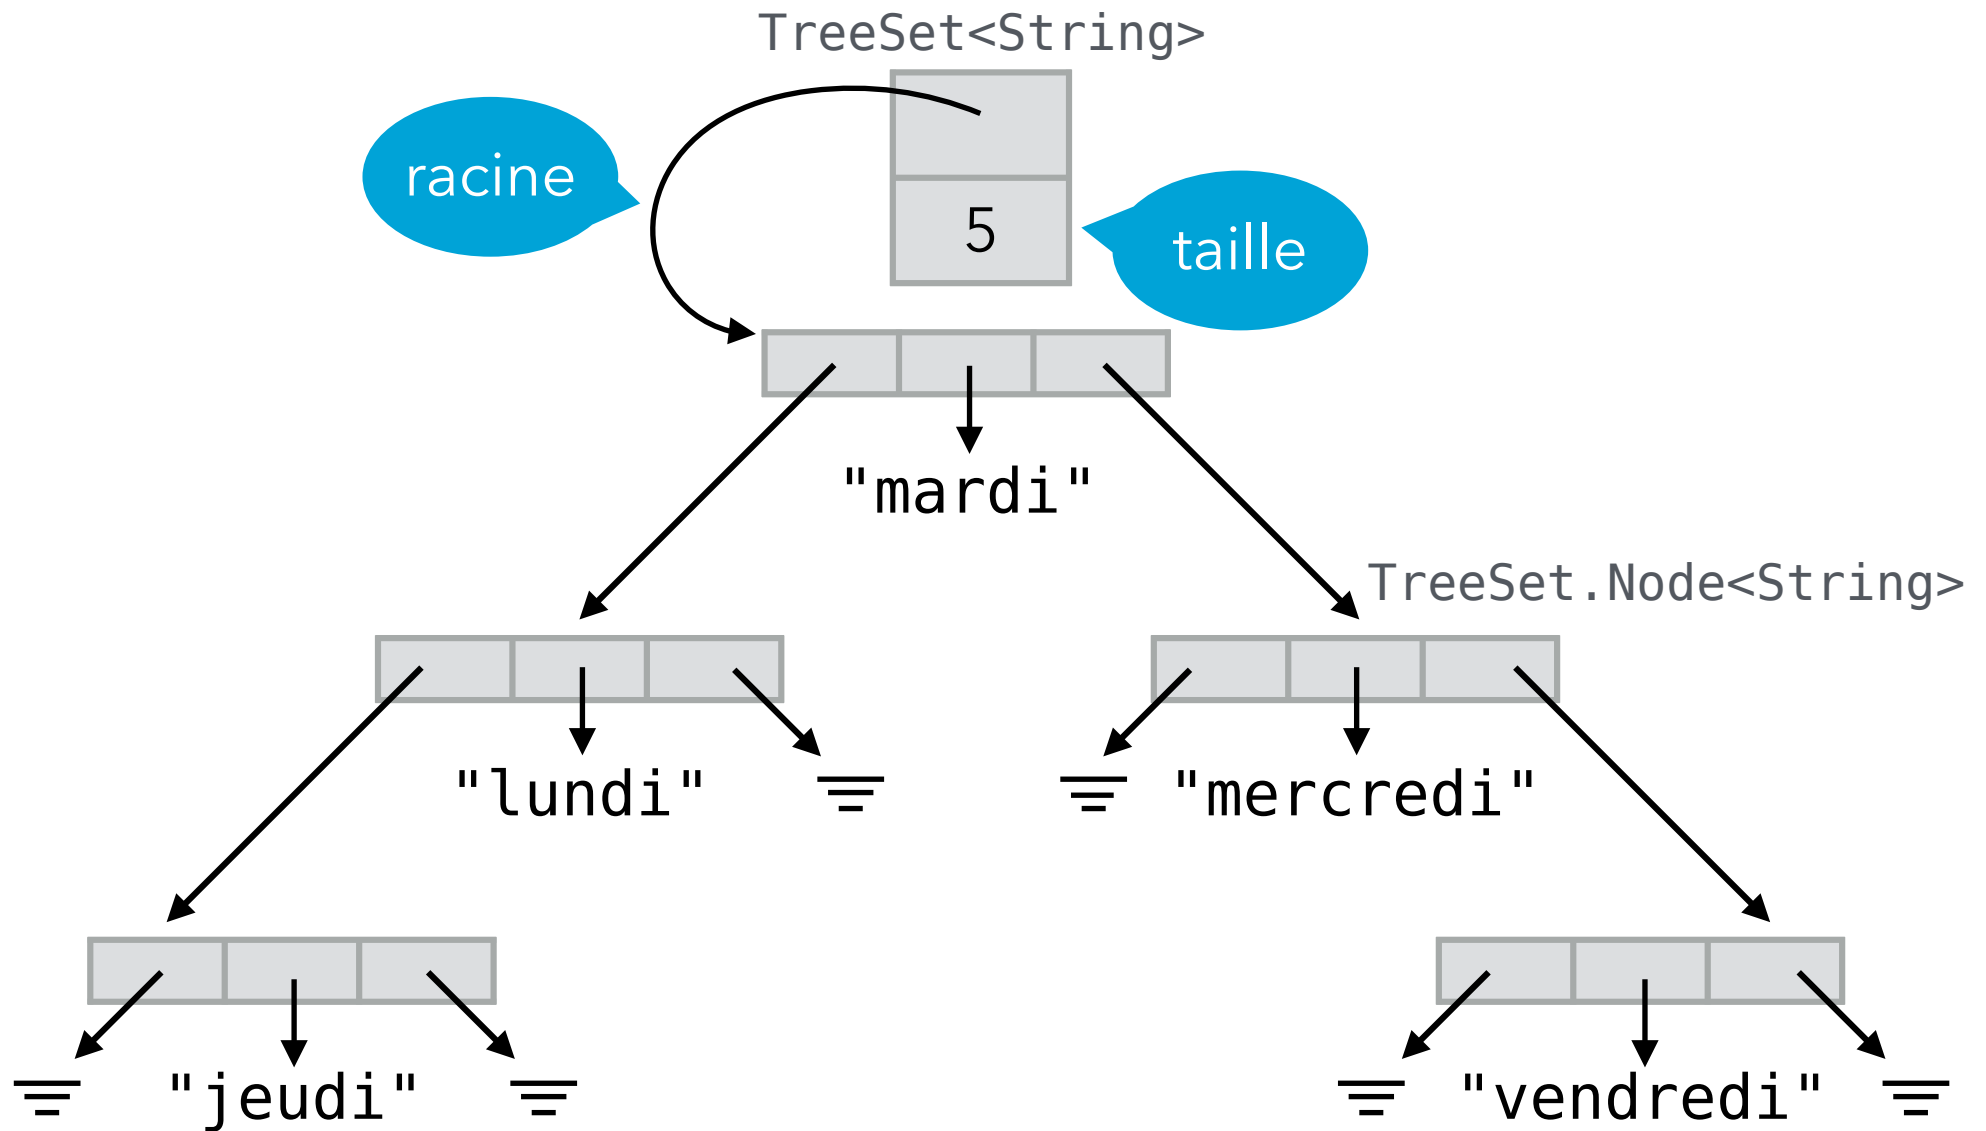 TreeSet<String>
racine
5
taille
"mardi"
TreeSet.Node<String>
"lundi"
"mercredi"
"jeudi"
"vendredi"